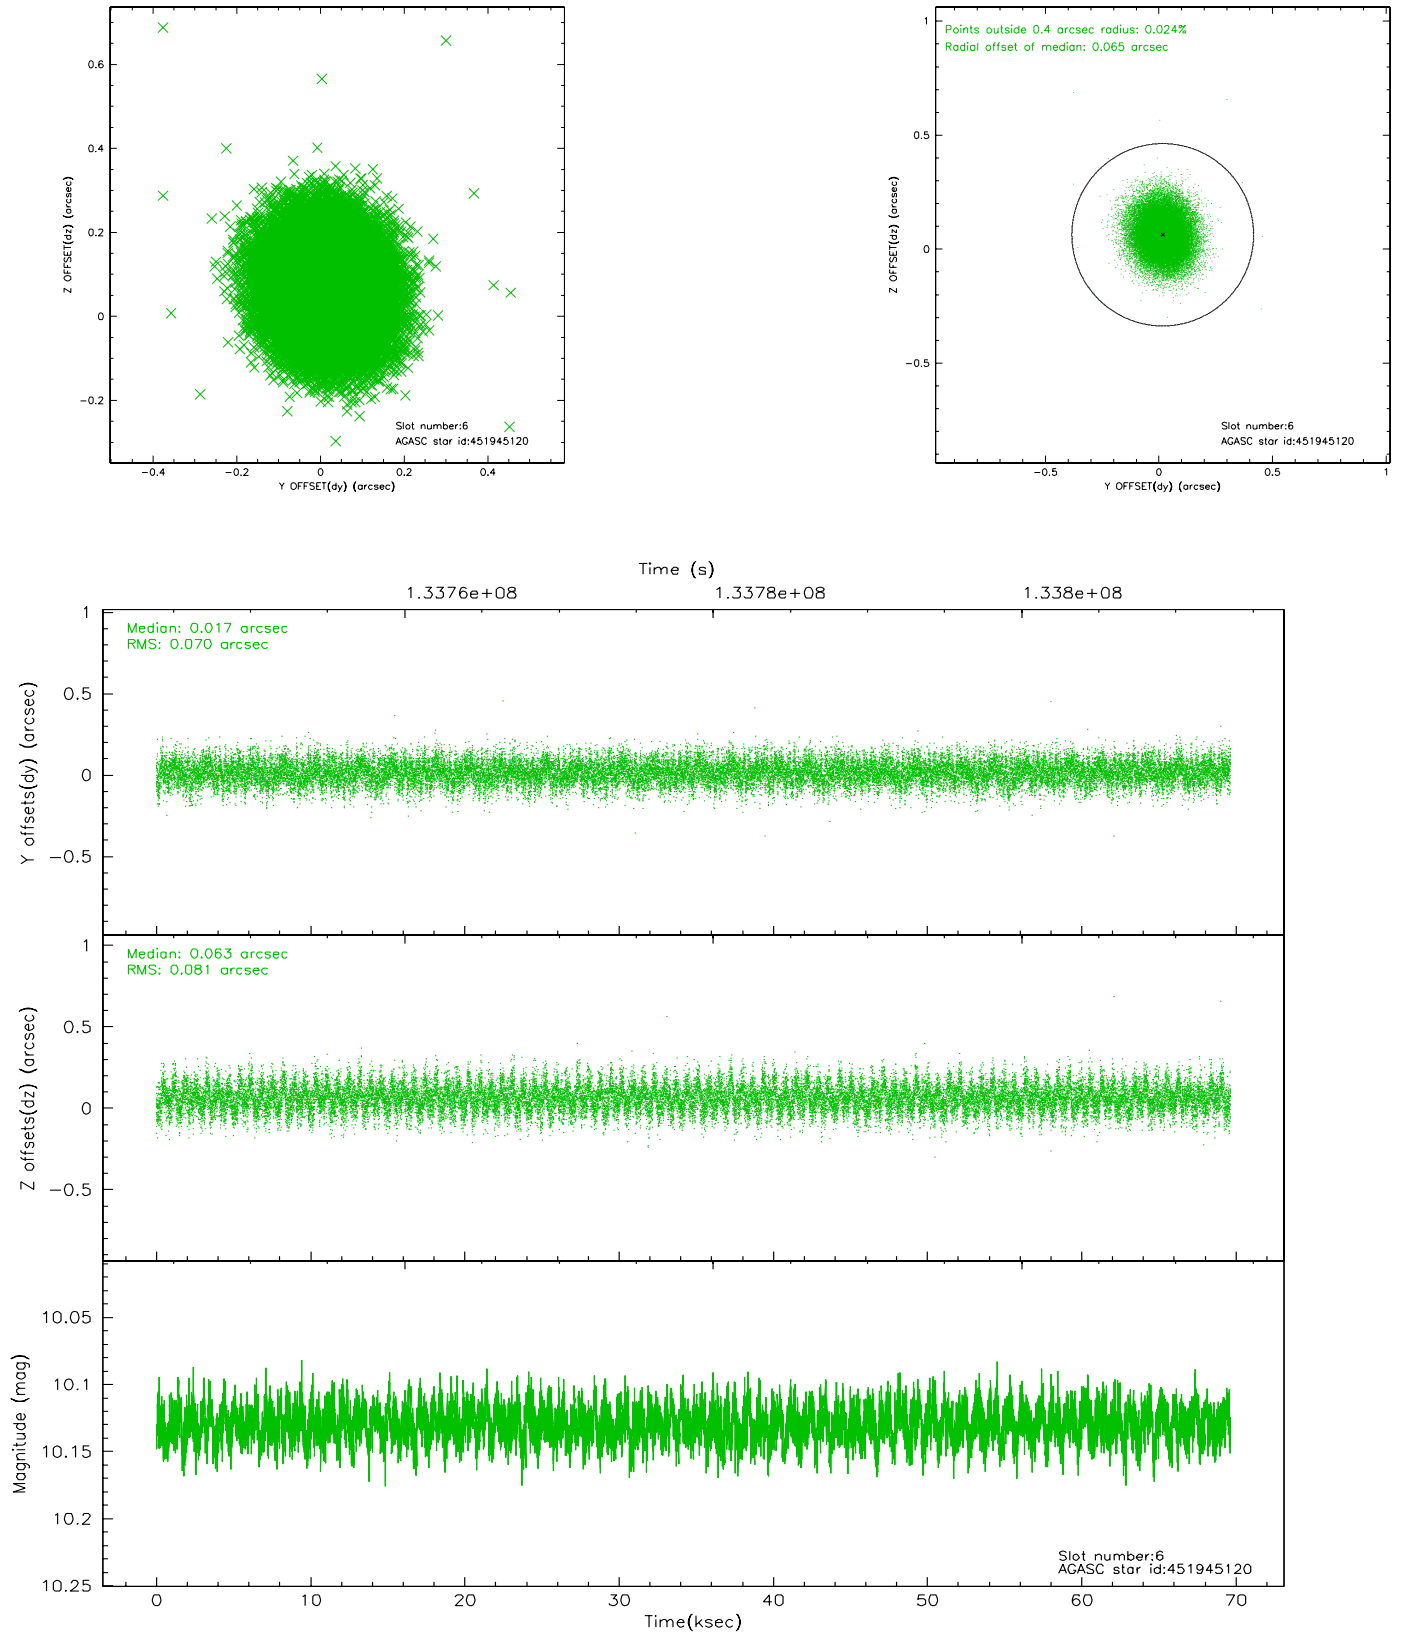 0.6
0.4
0.2
0
−0.2
Z OFFSET(dz) (arcsec)
Slot number:6
AGASC star id:451945120
−0.4 −0.2 0 0.2 0.4
Y OFFSET(dy) (arcsec)
Points outside 0.4 arcsec radius: 0.024%
Radial offset of median: 0.065 arcsec
1
0.5
0
−0.5
Z OFFSET(dz) (arcsec)
Slot number:6
AGASC star id:451945120
−0.5 0 0.5 1
Y OFFSET(dy) (arcsec)
Time (s)
1.3376e+08 1.3378e+08 1.338e+08
Median: 0.017 arcsec
RMS: 0.070 arcsec
1
0.5
0
−0.5
Y offsets(dy) (arcsec)
Median: 0.063 arcsec
RMS: 0.081 arcsec
1
0.5
0
−0.5
Z offsets(dz) (arcsec)
10.05
10.1
10.15
10.2
10.25
Magnitude (mag)
Slot number:6
AGASC star id:451945120
0 10 20 30 40 50 60 70
Time(ksec)